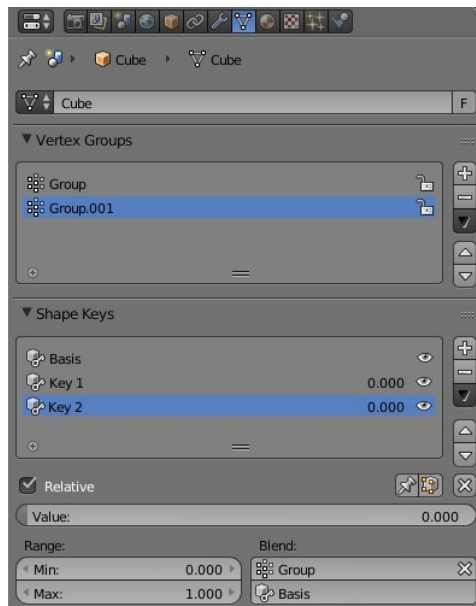 Cube Cube
Cube F
Vertex Groups
Group
Group.001
Shape Keys
Basis
Key 1 0.000
Key 2 0.000
Relative
Value: 0.000
Range: Blend:
Min: 0.000 Group
Max: 1.000 Basis